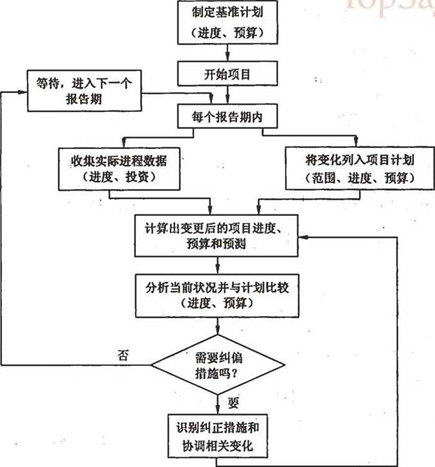 制定基准计划
（进度、预算）
开始项目
等待，进入下一个
报告期
每个报告期内
收集实际进程数据
（进度、投资）
将变化列入项目计划
（范围、进度、预算）
计算出变更后的项目进度、
预算和预测
分析当前状况并与计划比较
（进度、预算）
需要纠偏
措施吗？
否
要
识别纠正措施和
协调相关变化